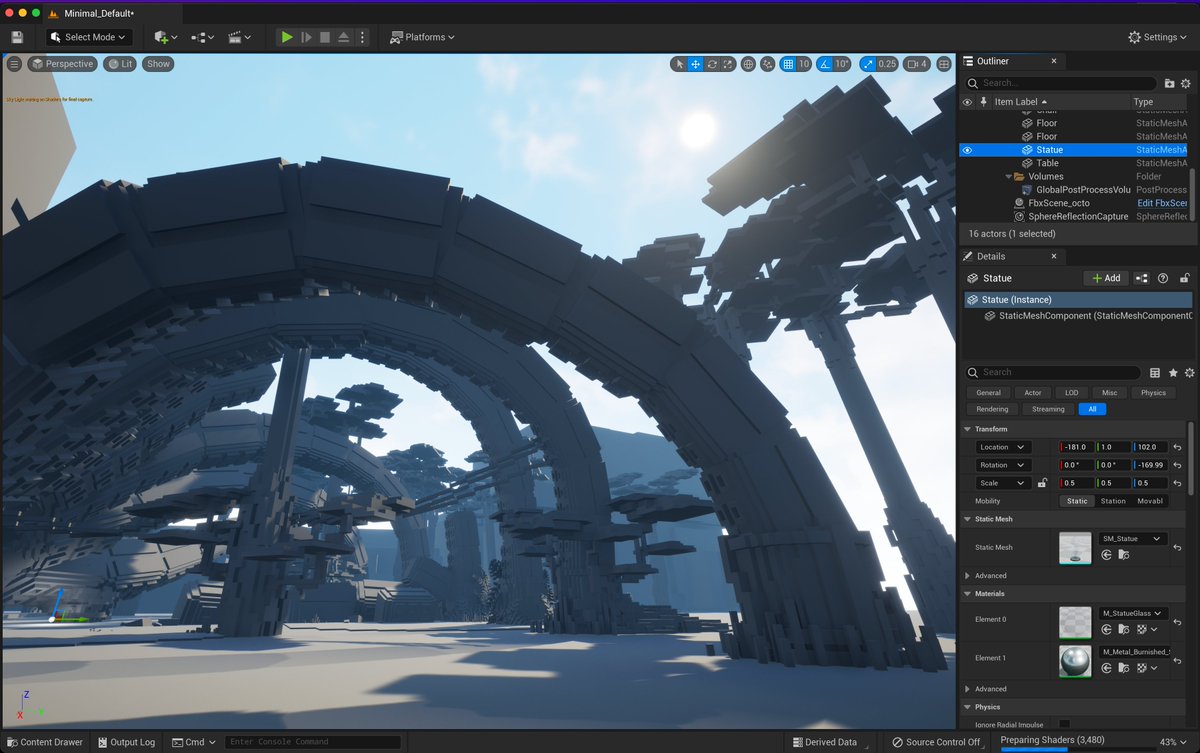 Minimal_Default*
Select Mode
Platforms
Settings
Perspective
Lit
Show
10
10°
0.25
4
Sky Light waiting on Shaders for final capture.
Outliner
Search...
Item Label
Type
Floor
StaticMeshA
Floor
StaticMeshA
Statue
StaticMeshA
Table
StaticMeshA
Volumes
Folder
GlobalPostProcessVolu
PostProcess
FbxScene_octo
Edit FbxScen
SphereReflectionCapture
SphereReflec
16 actors (1 selected)
Details
Statue
+ Add
Statue (Instance)
StaticMeshComponent (StaticMeshComponent0
Search
General
Actor
LOD
Misc
Physics
Rendering
Streaming
All
Transform
Location
-181.0
1.0
102.0
Rotation
0.0 °
0.0 °
-169.99
Scale
0.5
0.5
0.5
Mobility
Static
Station
Movabl
Static Mesh
Static Mesh
SM_Statue
Advanced
Materials
Element 0
M_StatueGlass
Element 1
M_Metal_Burnished_S
Advanced
Physics
Ignore Radial Impulse
Z
X
Y
Content Drawer
Output Log
Cmd
Enter Console Command
Derived Data
Source Control Off
Preparing Shaders (3,480)
43%